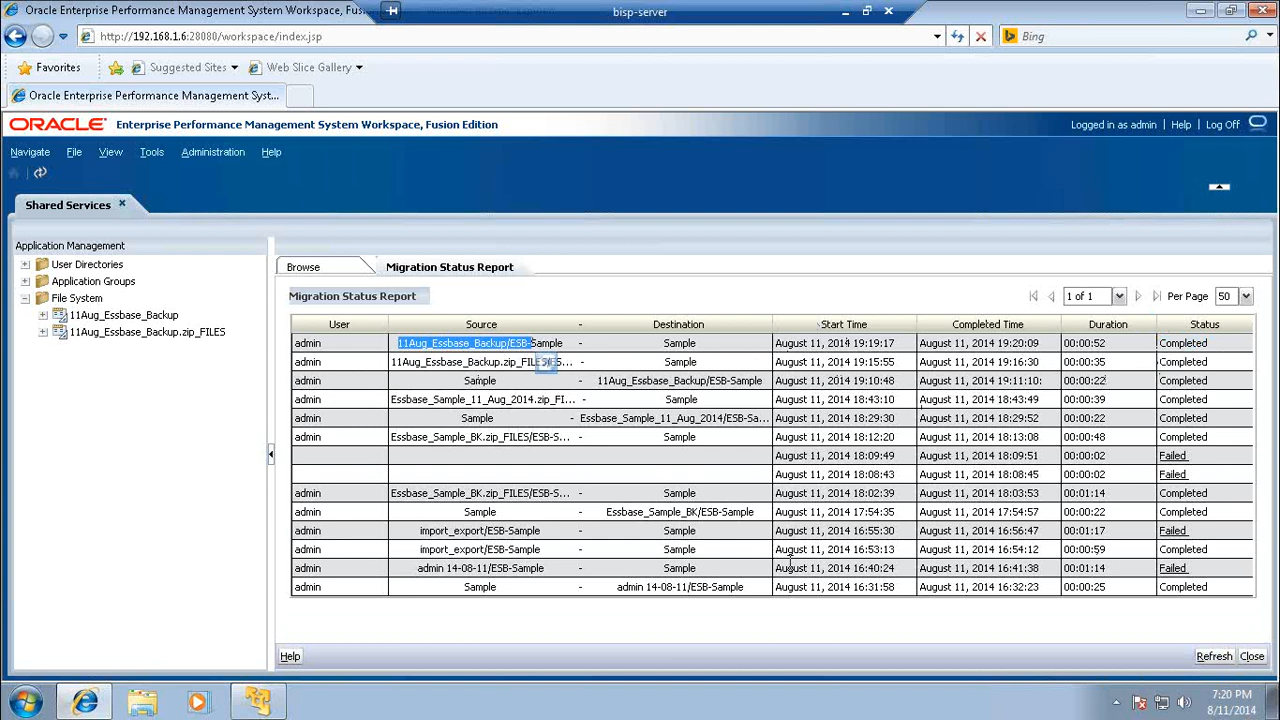 Oracle Enterprise Performance Management System Workspace, Fus
bisp-server
http://192.168.1.6:28080/workspace/index.jsp
Bing
Favorites
Suggested Sites
Web Slice Gallery
Oracle Enterprise Performance Management Syst...
ORACLE Enterprise Performance Management System Workspace, Fusion Edition
Logged in as admin | Help | Log Off
Navigate File View Tools Administration Help
Shared Services
Application Management
User Directories
Application Groups
File System
11Aug_Essbase_Backup
11Aug_Essbase_Backup.zip_FILES
Browse
Migration Status Report
Migration Status Report
1 of 1
Per Page 50
User Source - Destination Start Time Completed Time Duration Status
admin 11Aug_Essbase_Backup/ESB-Sample - Sample August 11, 2014 19:19:17 August 11, 2014 19:20:09 00:00:52 Completed
admin 11Aug_Essbase_Backup.zip_FILES/ES... - Sample August 11, 2014 19:15:55 August 11, 2014 19:16:30 00:00:35 Completed
admin Sample - 11Aug_Essbase_Backup/ESB-Sample August 11, 2014 19:10:48 August 11, 2014 19:11:10: 00:00:22 Completed
admin Essbase_Sample_11_Aug_2014.zip_FI... - Sample August 11, 2014 18:43:10 August 11, 2014 18:43:49 00:00:39 Completed
admin Sample - Essbase_Sample_11_Aug_2014/ESB-Sa... August 11, 2014 18:29:30 August 11, 2014 18:29:52 00:00:22 Completed
admin Essbase_Sample_BK.zip_FILES/ESB-S... - Sample August 11, 2014 18:12:20 August 11, 2014 18:13:08 00:00:48 Completed
August 11, 2014 18:09:49 August 11, 2014 18:09:51 00:00:02 Failed
August 11, 2014 18:08:43 August 11, 2014 18:08:45 00:00:02 Failed
admin Essbase_Sample_BK.zip_FILES/ESB-S... - Sample August 11, 2014 18:02:39 August 11, 2014 18:03:53 00:01:14 Completed
admin Sample - Essbase_Sample_BK/ESB-Sample August 11, 2014 17:54:35 August 11, 2014 17:54:57 00:00:22 Completed
admin import_export/ESB-Sample - Sample August 11, 2014 16:55:30 August 11, 2014 16:56:47 00:01:17 Failed
admin import_export/ESB-Sample - Sample August 11, 2014 16:53:13 August 11, 2014 16:54:12 00:00:59 Completed
admin admin 14-08-11/ESB-Sample - Sample August 11, 2014 16:40:24 August 11, 2014 16:41:38 00:01:14 Failed
admin Sample - admin 14-08-11/ESB-Sample August 11, 2014 16:31:58 August 11, 2014 16:32:23 00:00:25 Completed
Help
Refresh Close
7:20 PM
8/11/2014